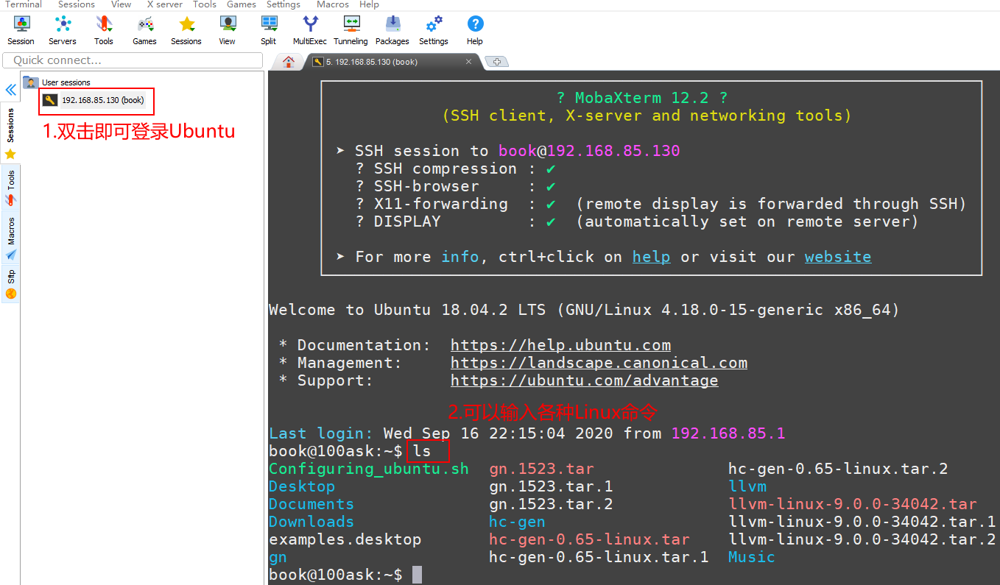 Terminal Sessions View X server Tools Games Settings Macros Help
Session Servers Tools Games Sessions View Split MultiExec Tunneling Packages Settings Help
Quick connect...
5. 192.168.85.130 (book)
User sessions
192.168.85.130 (book)
1.双击即可登录Ubuntu
Sessions
Tools
Macros
Sftp
? MobaXterm 12.2 ?
(SSH client, X-server and networking tools)
➤ SSH session to book@192.168.85.130
? SSH compression : ✔
? SSH-browser : ✔
? X11-forwarding : ✔ (remote display is forwarded through SSH)
? DISPLAY : ✔ (automatically set on remote server)
➤ For more info, ctrl+click on help or visit our website
Welcome to Ubuntu 18.04.2 LTS (GNU/Linux 4.18.0-15-generic x86_64)
* Documentation: https://help.ubuntu.com
* Management: https://landscape.canonical.com
* Support: https://ubuntu.com/advantage
2.可以输入各种Linux命令
Last login: Wed Sep 16 22:15:04 2020 from 192.168.85.1
book@100ask:~$ ls
Configuring_ubuntu.sh gn.1523.tar hc-gen-0.65-linux.tar.2
Desktop gn.1523.tar.1 llvm
Documents gn.1523.tar.2 llvm-linux-9.0.0-34042.tar
Downloads hc-gen llvm-linux-9.0.0-34042.tar.1
examples.desktop hc-gen-0.65-linux.tar llvm-linux-9.0.0-34042.tar.2
gn hc-gen-0.65-linux.tar.1 Music
book@100ask:~$